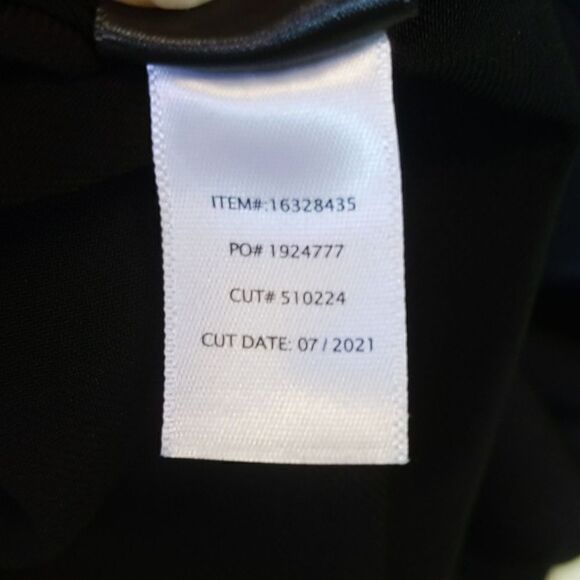 ITEM#:16328435
PO# 1924777
CUT# 510224
CUT DATE: 07 / 2021